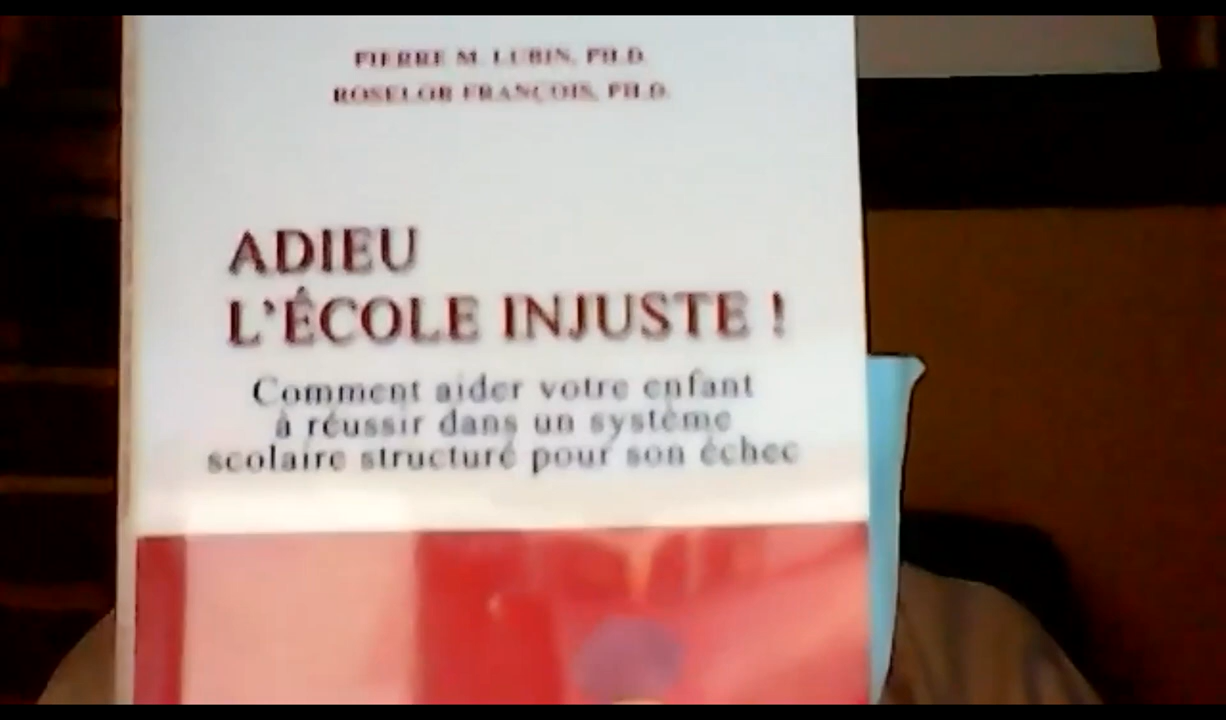 PIERRE M. LUBIN, PH.D.
ROSELOR FRANÇOIS, PH.D.
ADIEU
L'ÉCOLE INJUSTE !
Comment aider votre enfant
à réussir dans un système
scolaire structuré pour son échec